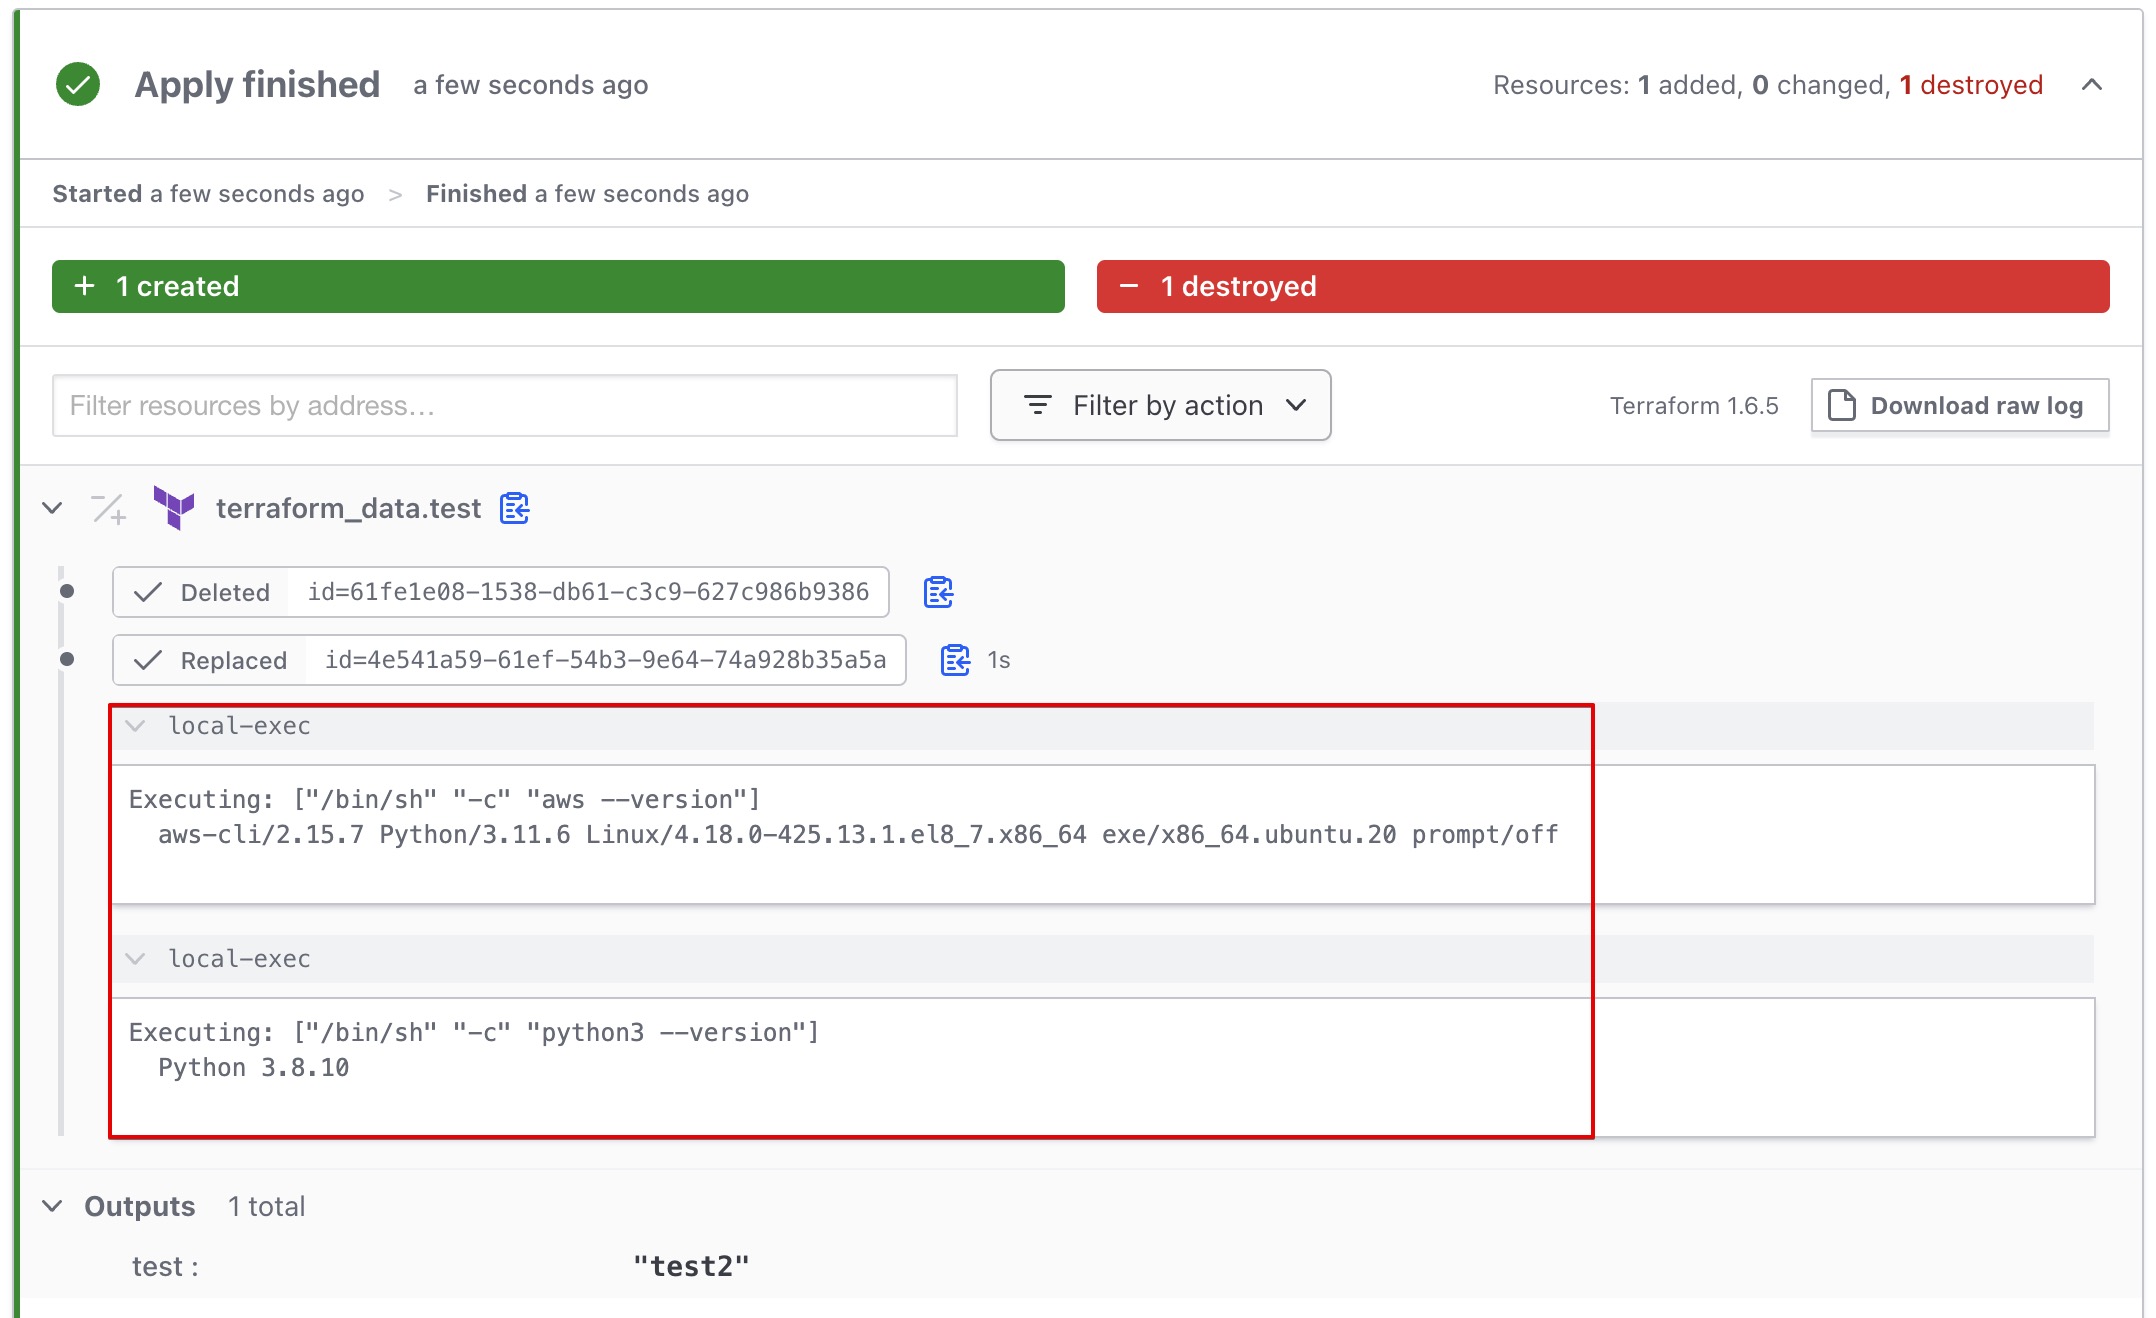 Apply finished a few seconds ago Resources: 1 added, 0 changed, 1 destroyed
Started a few seconds ago > Finished a few seconds ago
+ 1 created − 1 destroyed
Filter resources by address… Filter by action Terraform 1.6.5 Download raw log
terraform_data.test
Deleted id=61fe1e08-1538-db61-c3c9-627c986b9386
Replaced id=4e541a59-61ef-54b3-9e64-74a928b35a5a 1s
local-exec
Executing: ["/bin/sh" "-c" "aws --version"]
aws-cli/2.15.7 Python/3.11.6 Linux/4.18.0-425.13.1.el8_7.x86_64 exe/x86_64.ubuntu.20 prompt/off
local-exec
Executing: ["/bin/sh" "-c" "python3 --version"]
Python 3.8.10
Outputs 1 total
test : "test2"